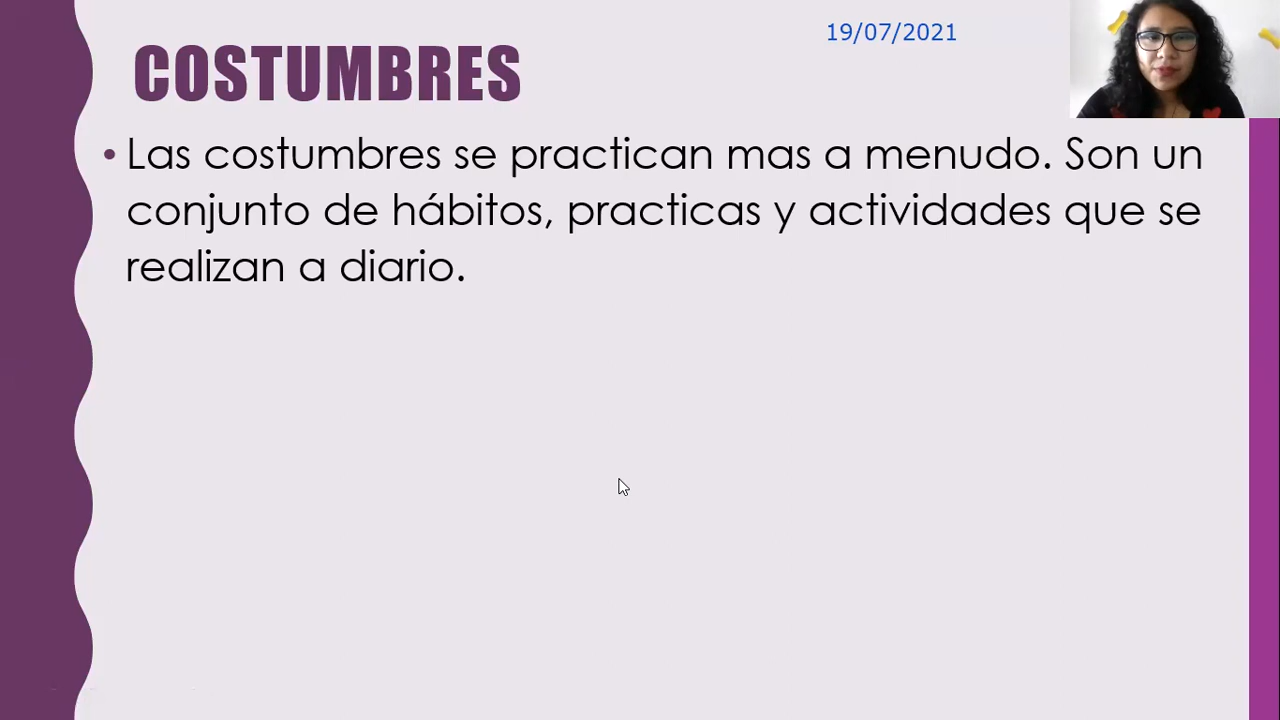 19/07/2021
COSTUMBRES
• Las costumbres se practican mas a menudo. Son un
conjunto de hábitos, practicas y actividades que se
realizan a diario.